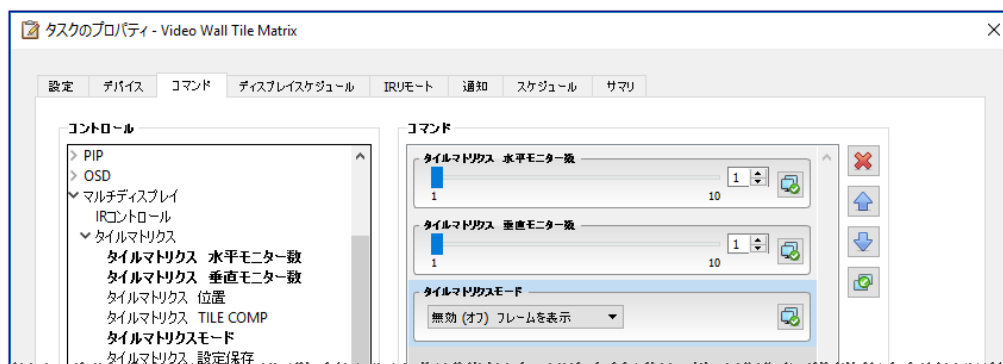 タスクのプロパティ - Video Wall Tile Matrix
設定 デバイス コマンド ディスプレイスケジュール IRリモート 通知 スケジュール サマリ
コントロール
PIP
OSD
マルチディスプレイ
IRコントロール
タイルマトリクス
タイルマトリクス 水平モニター数
タイルマトリクス 垂直モニター数
タイルマトリクス 位置
タイルマトリクス TILE COMP
タイルマトリクスモード
タイルマトリクス 設定保存
コマンド
タイルマトリクス 水平モニター数
1
1 10
タイルマトリクス 垂直モニター数
1
1 10
タイルマトリクスモード
無効 (オフ) フレームを表示